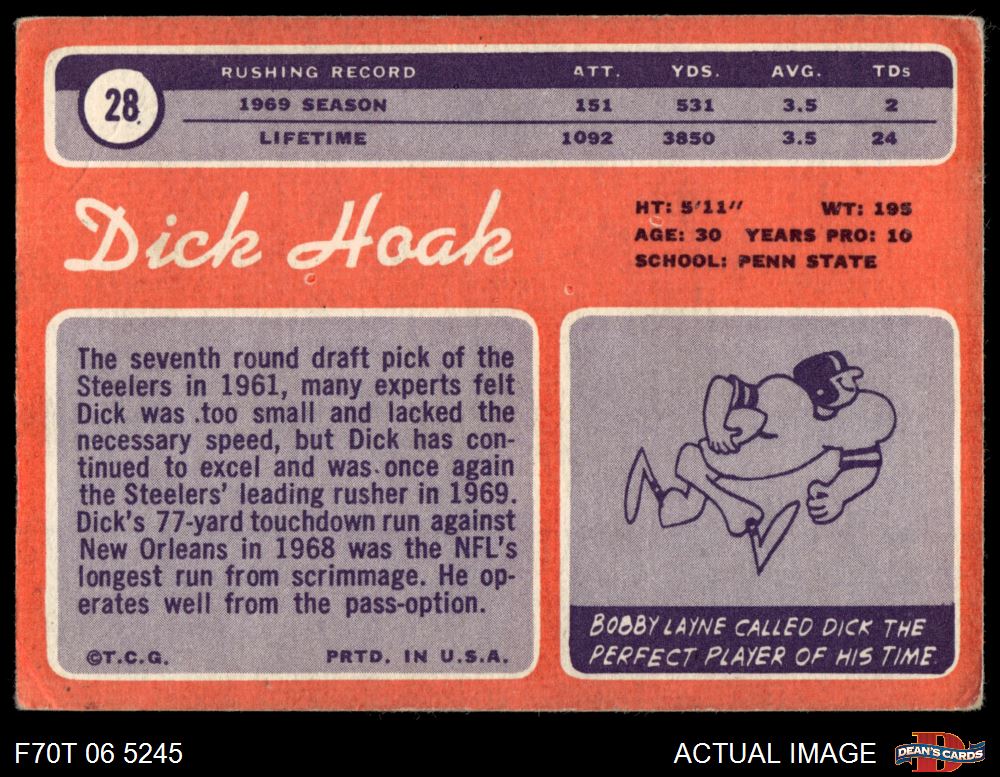 28
RUSHING RECORD ATT. YDS. AVG. TDs
1969 SEASON 151 531 3.5 2
LIFETIME 1092 3850 3.5 24
Dick Hoak
HT: 5'11" WT: 195
AGE: 30 YEARS PRO: 10
SCHOOL: PENN STATE
The seventh round draft pick of the
Steelers in 1961, many experts felt
Dick was too small and lacked the
necessary speed, but Dick has con-
tinued to excel and was once again
the Steelers' leading rusher in 1969.
Dick's 77-yard touchdown run against
New Orleans in 1968 was the NFL's
longest run from scrimmage. He op-
erates well from the pass-option.
©T.C.G. PRTD. IN U.S.A.
BOBBY LAYNE CALLED DICK THE
PERFECT PLAYER OF HIS TIME.
F70T 06 5245
ACTUAL IMAGE
D
DEAN'S CARDS